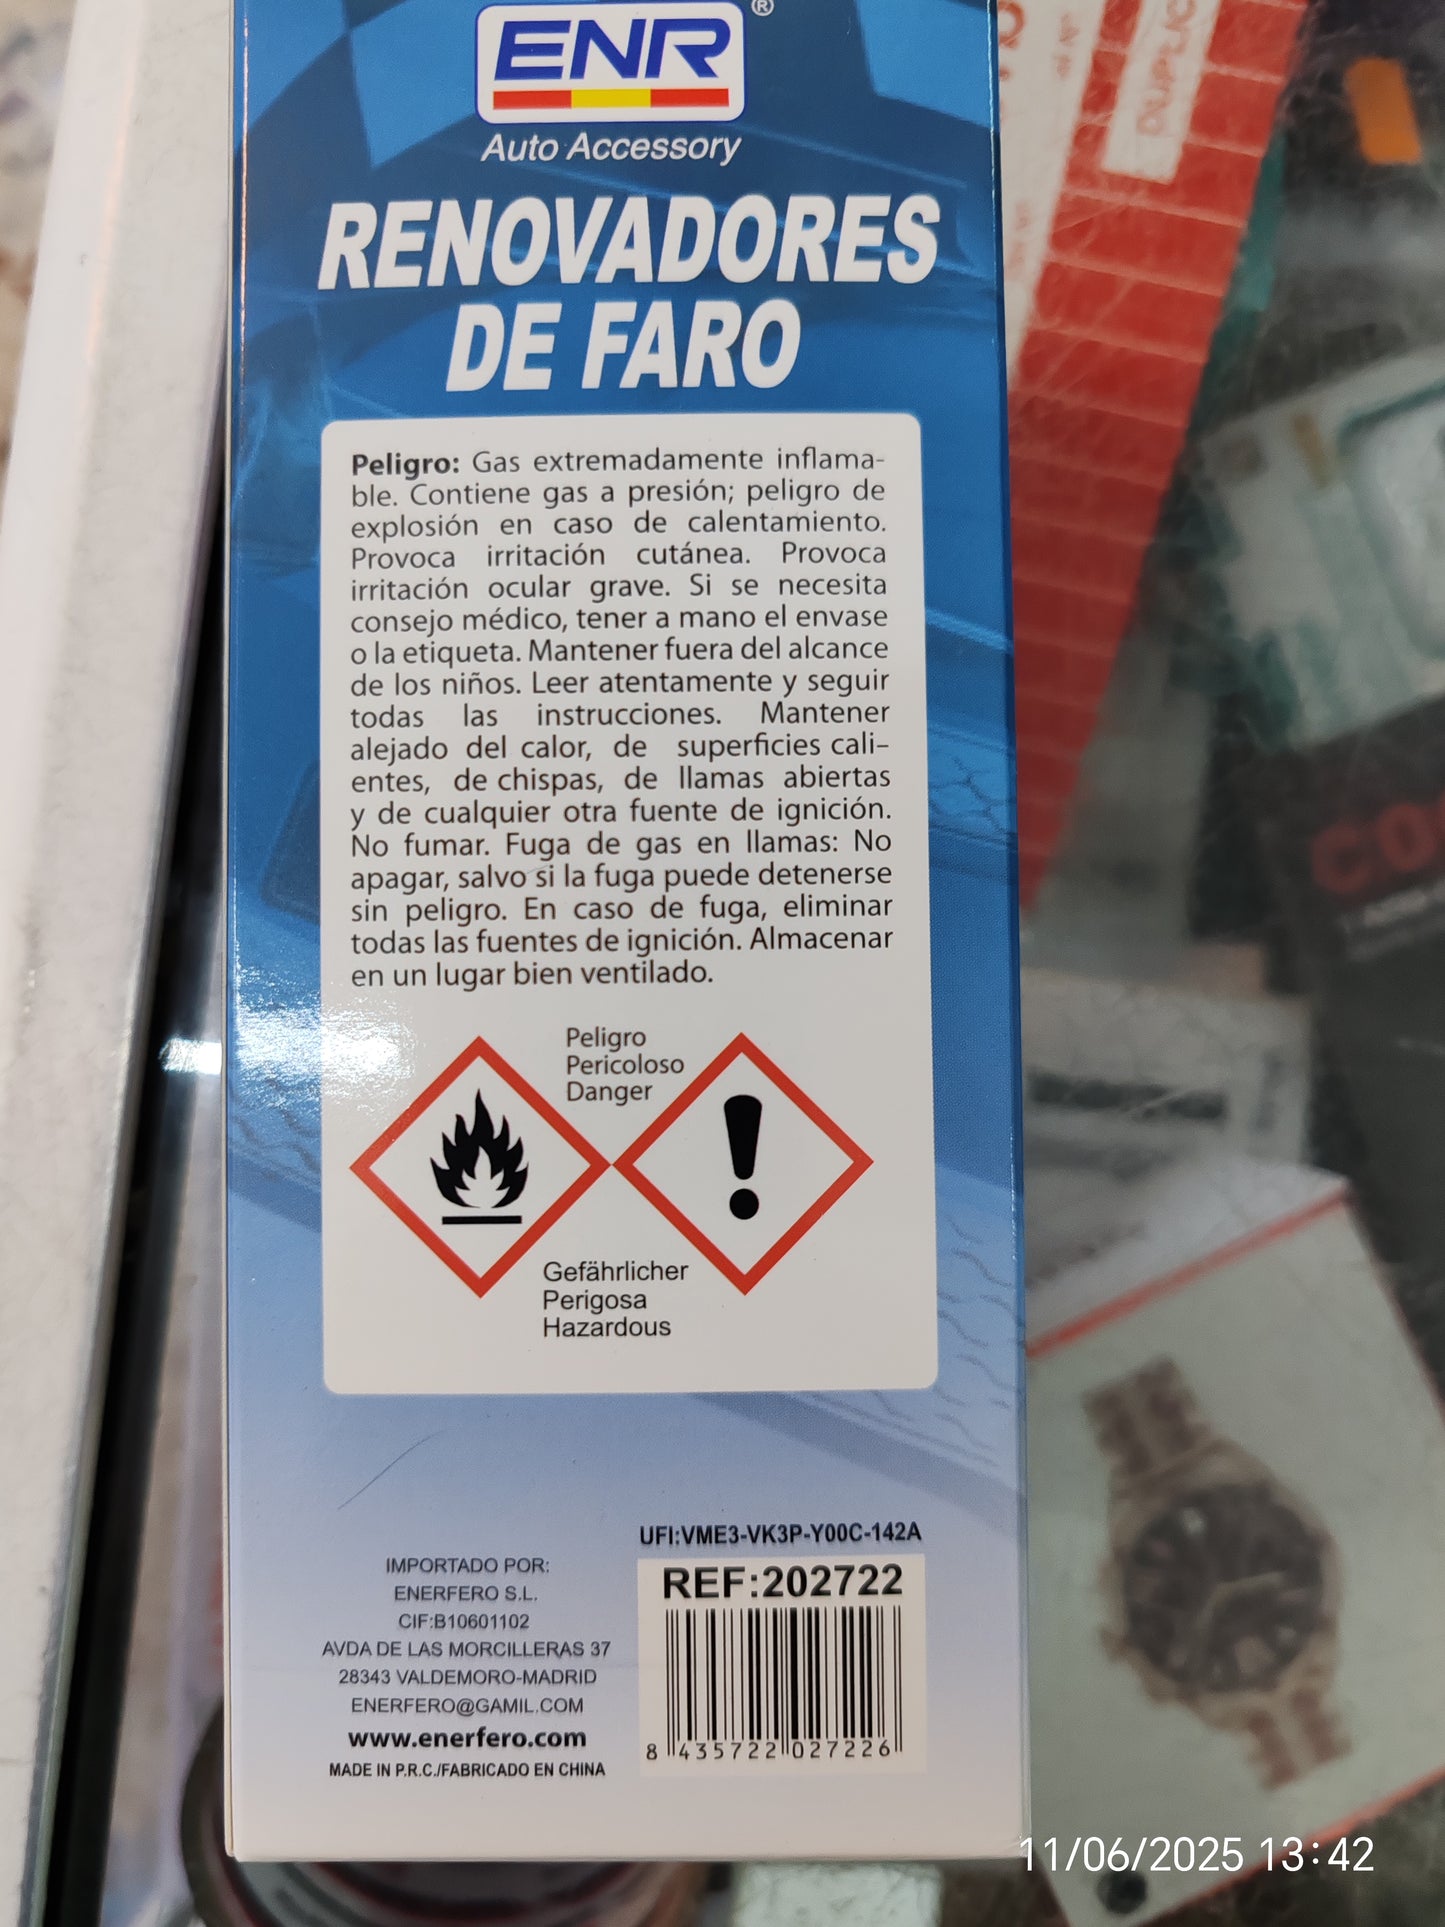 ENR®
Auto Accessory
RENOVADORES
DE FARO
Peligro: Gas extremadamente inflama-
ble. Contiene gas a presión; peligro de
explosión en caso de calentamiento.
Provoca irritación cutánea. Provoca
irritación ocular grave. Si se necesita
consejo médico, tener a mano el envase
o la etiqueta. Mantener fuera del alcance
de los niños. Leer atentamente y seguir
todas las instrucciones. Mantener
alejado del calor, de superficies cali-
entes, de chispas, de llamas abiertas
y de cualquier otra fuente de ignición.
No fumar. Fuga de gas en llamas: No
apagar, salvo si la fuga puede detenerse
sin peligro. En caso de fuga, eliminar
todas las fuentes de ignición. Almacenar
en un lugar bien ventilado.
Peligro
Pericoloso
Danger
Gefährlicher
Perigosa
Hazardous
IMPORTADO POR:
ENERFERO S.L.
CIF:B10601102
AVDA DE LAS MORCILLERAS 37
28343 VALDEMORO-MADRID
ENERFERO@GAMIL.COM
www.enerfero.com
MADE IN P.R.C./FABRICADO EN CHINA
UFI:VME3-VK3P-Y00C-142A
REF:202722
8 435722 027226
DUPLIC
11/06/2025 13:42